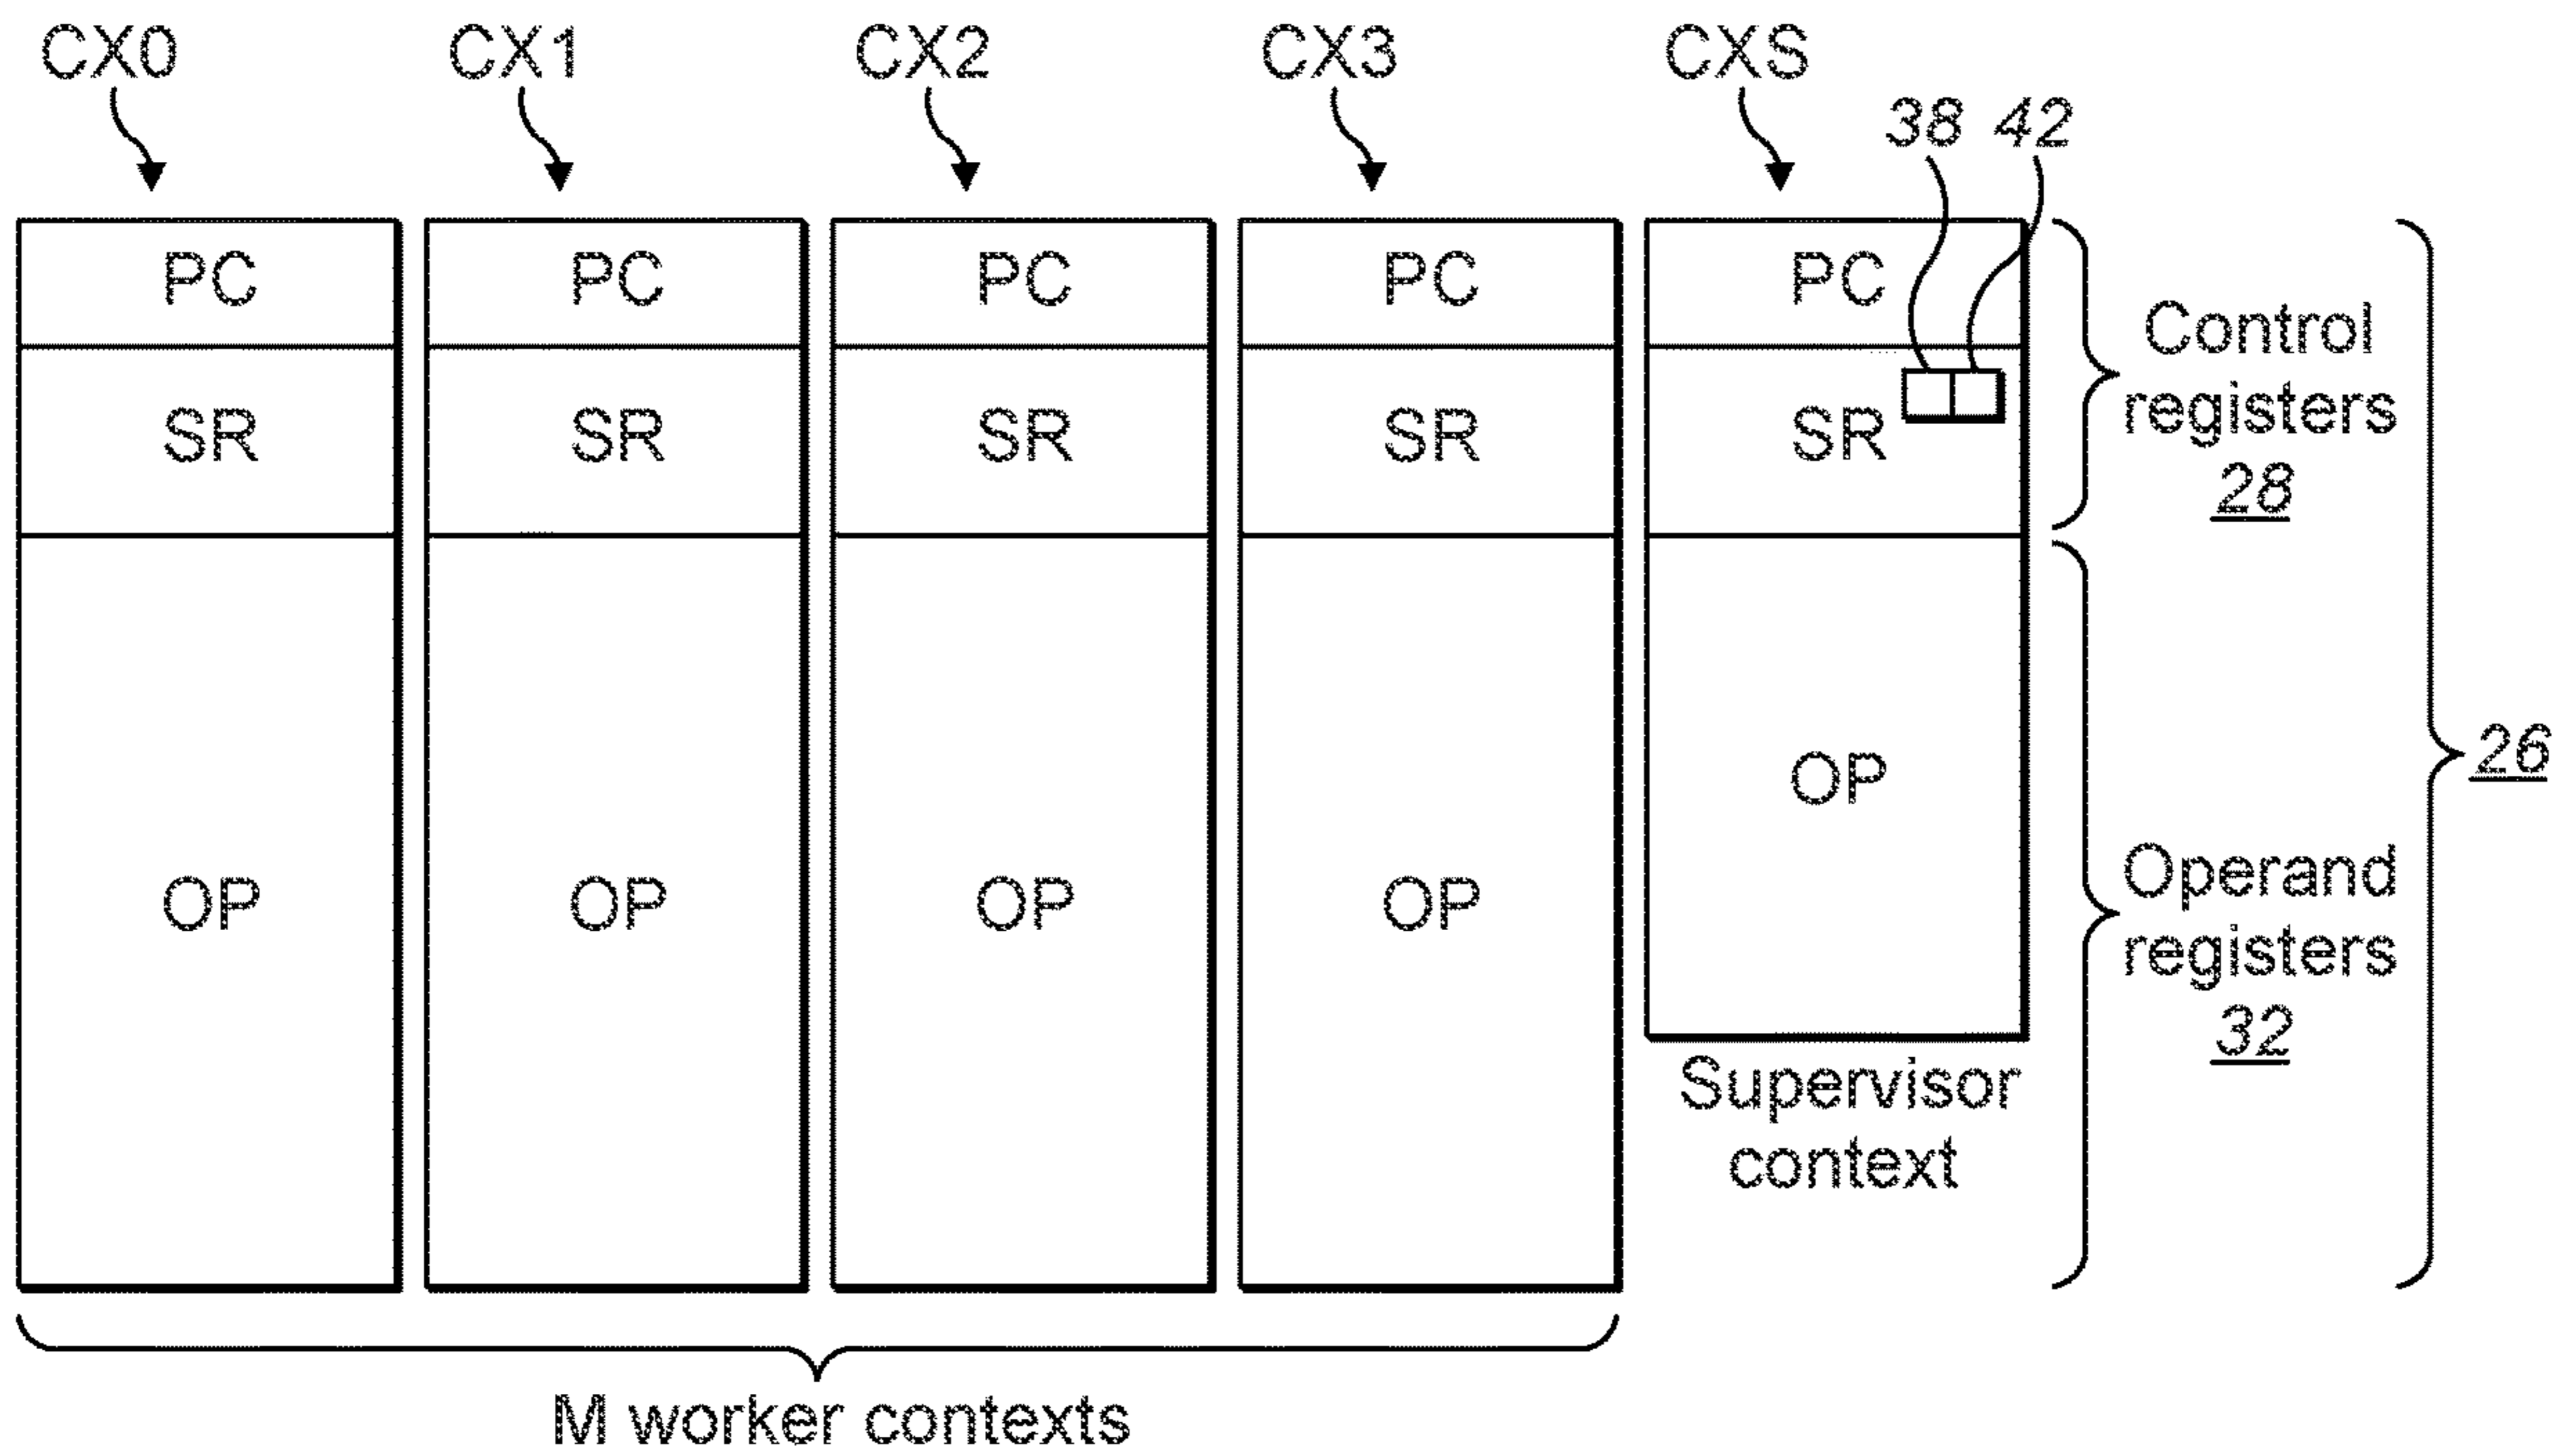 CX0 CX1 CX2 CX3 CXS
38 42
PC PC PC PC PC
SR SR SR SR SR
Control
registers
28
OP OP OP OP OP
26
Operand
registers
32
Supervisor
context
M worker contexts